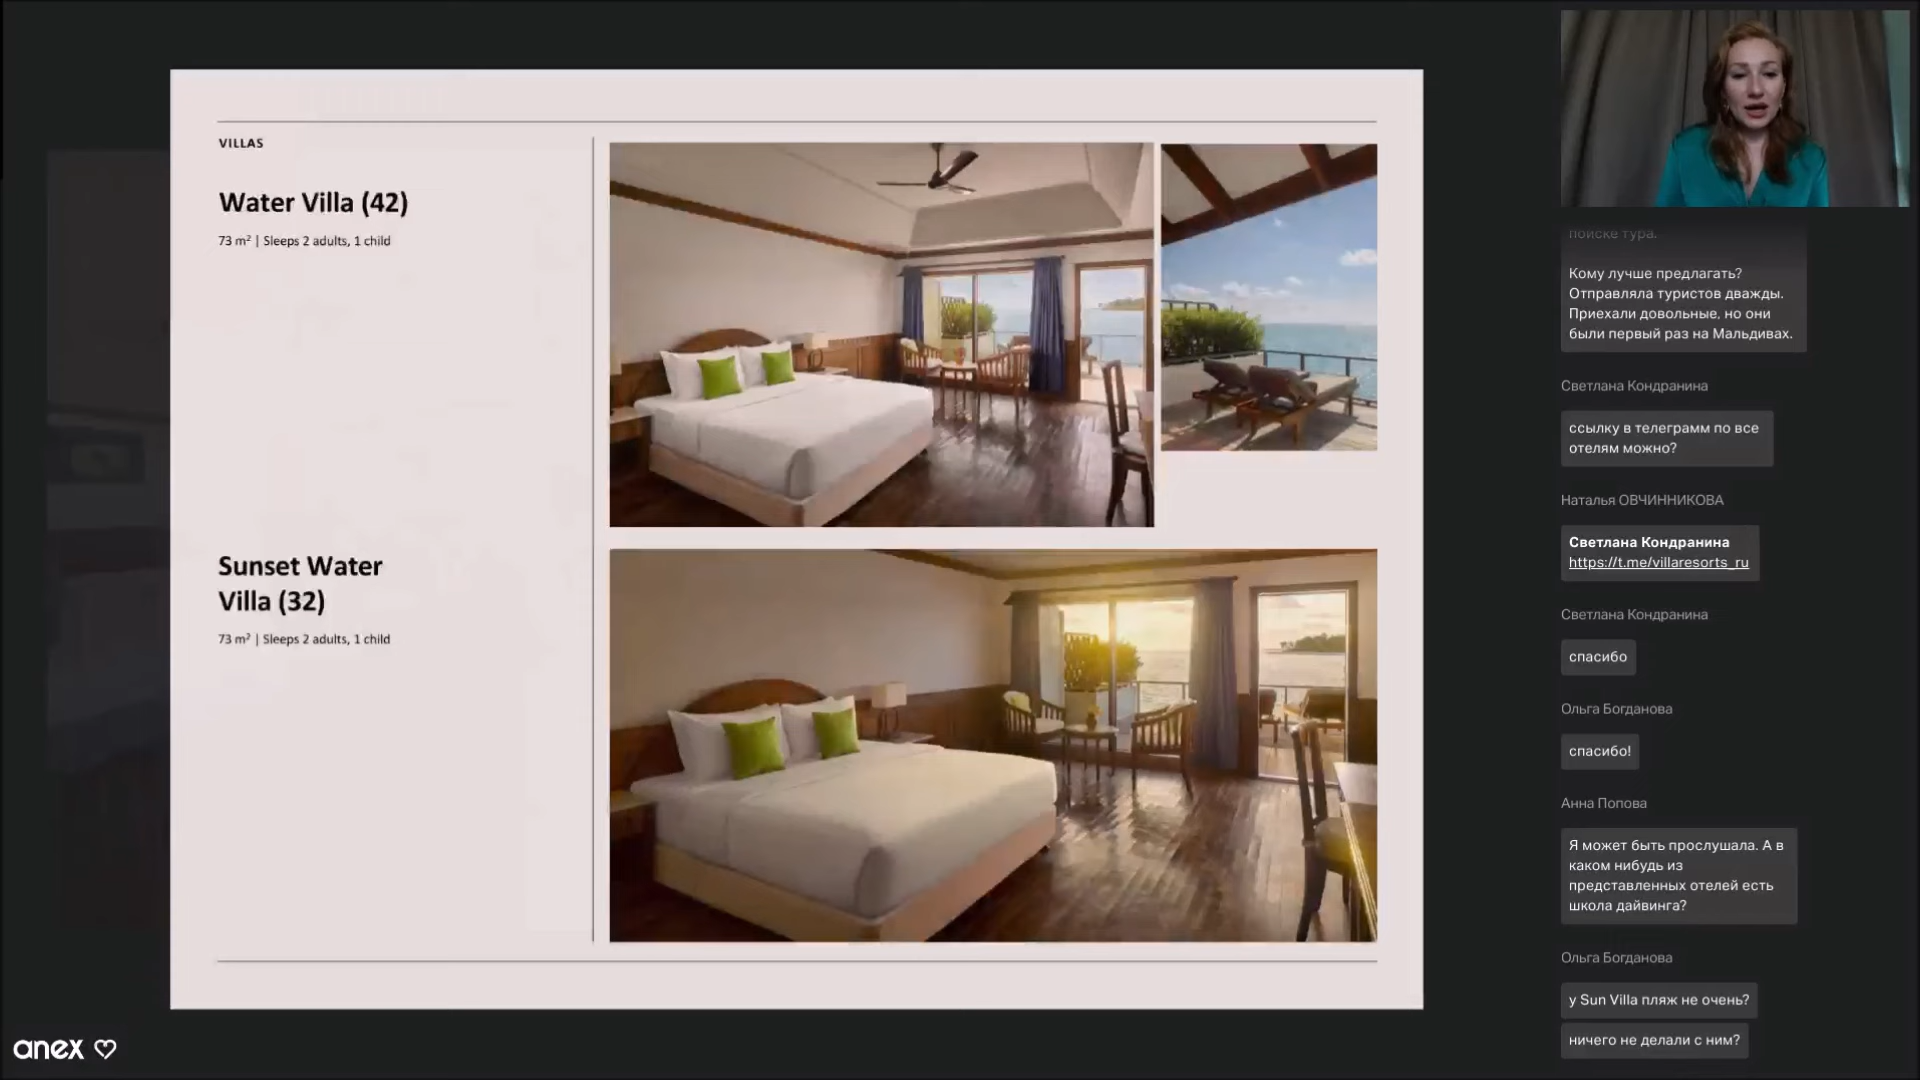 VILLAS
Water Villa (42)
73 m² | Sleeps 2 adults, 1 child
Sunset Water
Villa (32)
73 m² | Sleeps 2 adults, 1 child
anex
поиске тура.
Кому лучше предлагать?
Отправляла туристов дважды.
Приехали довольные, но они
были первый раз на Мальдивах.
Светлана Кондранина
ссылку в телеграмм по все
отелям можно?
Наталья ОВЧИННИКОВА
Светлана Кондранина
https://t.me/villaresorts_ru
Светлана Кондранина
спасибо
Ольга Богданова
спасибо!
Анна Попова
Я может быть прослушала. А в
каком нибудь из
представленных отелей есть
школа дайвинга?
Ольга Богданова
у Sun Villa пляж не очень?
ничего не делали с ним?